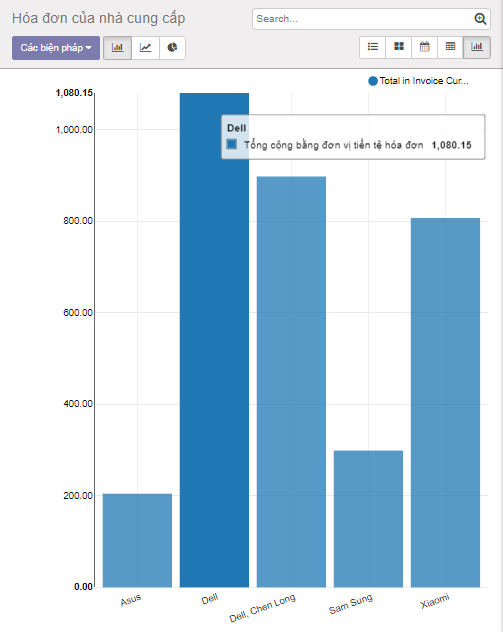 Hóa đơn của nhà cung cấp
Search...
Các biện pháp
Total in Invoice Cur...
1,080.15
1,000.00
800.00
600.00
400.00
200.00
0.00
Dell
Tổng cộng bằng đơn vị tiền tệ hóa đơn 1,080.15
Asus
Dell
Dell, Chen Long
Sam Sung
Xiaomi